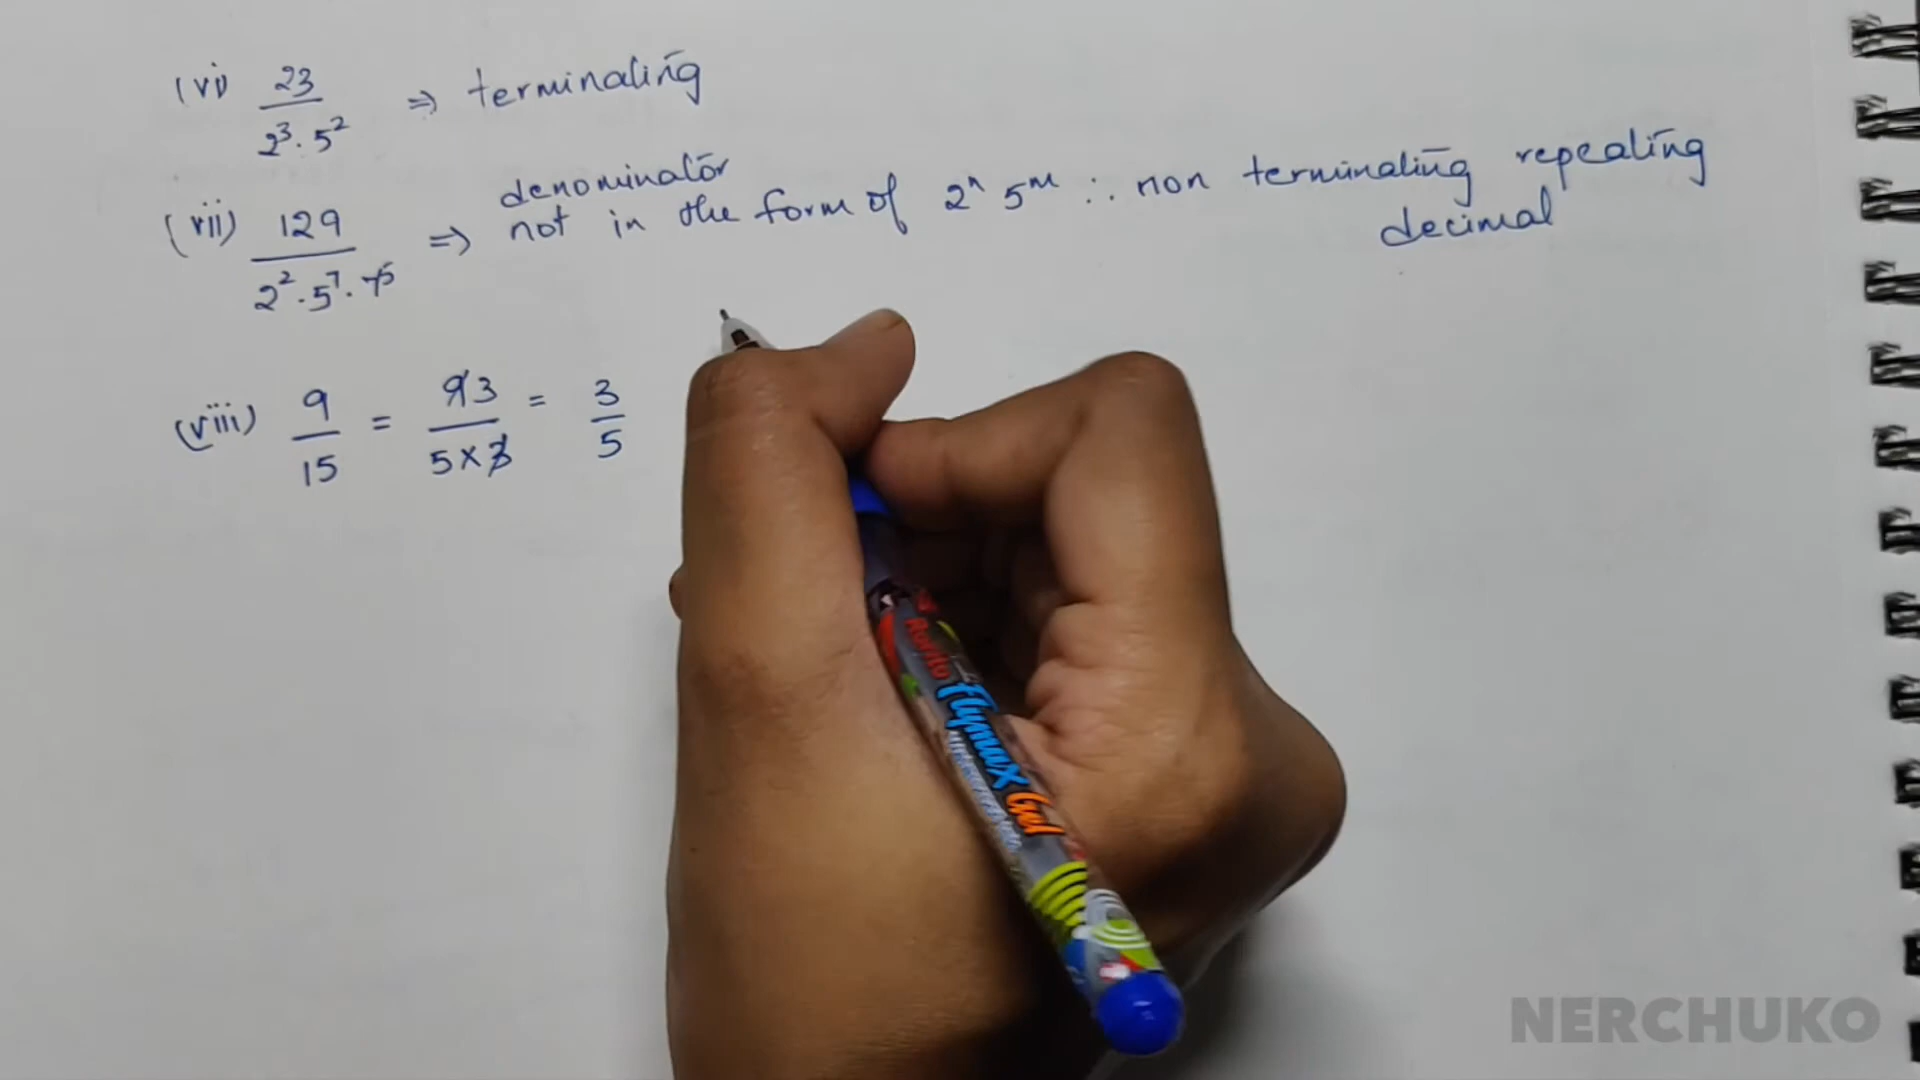 (vi) 23/2³·5² ⇒ terminating
denominator
(vii) 129/2²·5⁷·7⁵ ⇒ not in the form of 2ⁿ 5ᵐ ∴ non terminating repeating
decimal
(viii) 9/15 = 9 3/5×3 = 3/5
Rorito Flymax Gel
NERCHUKO